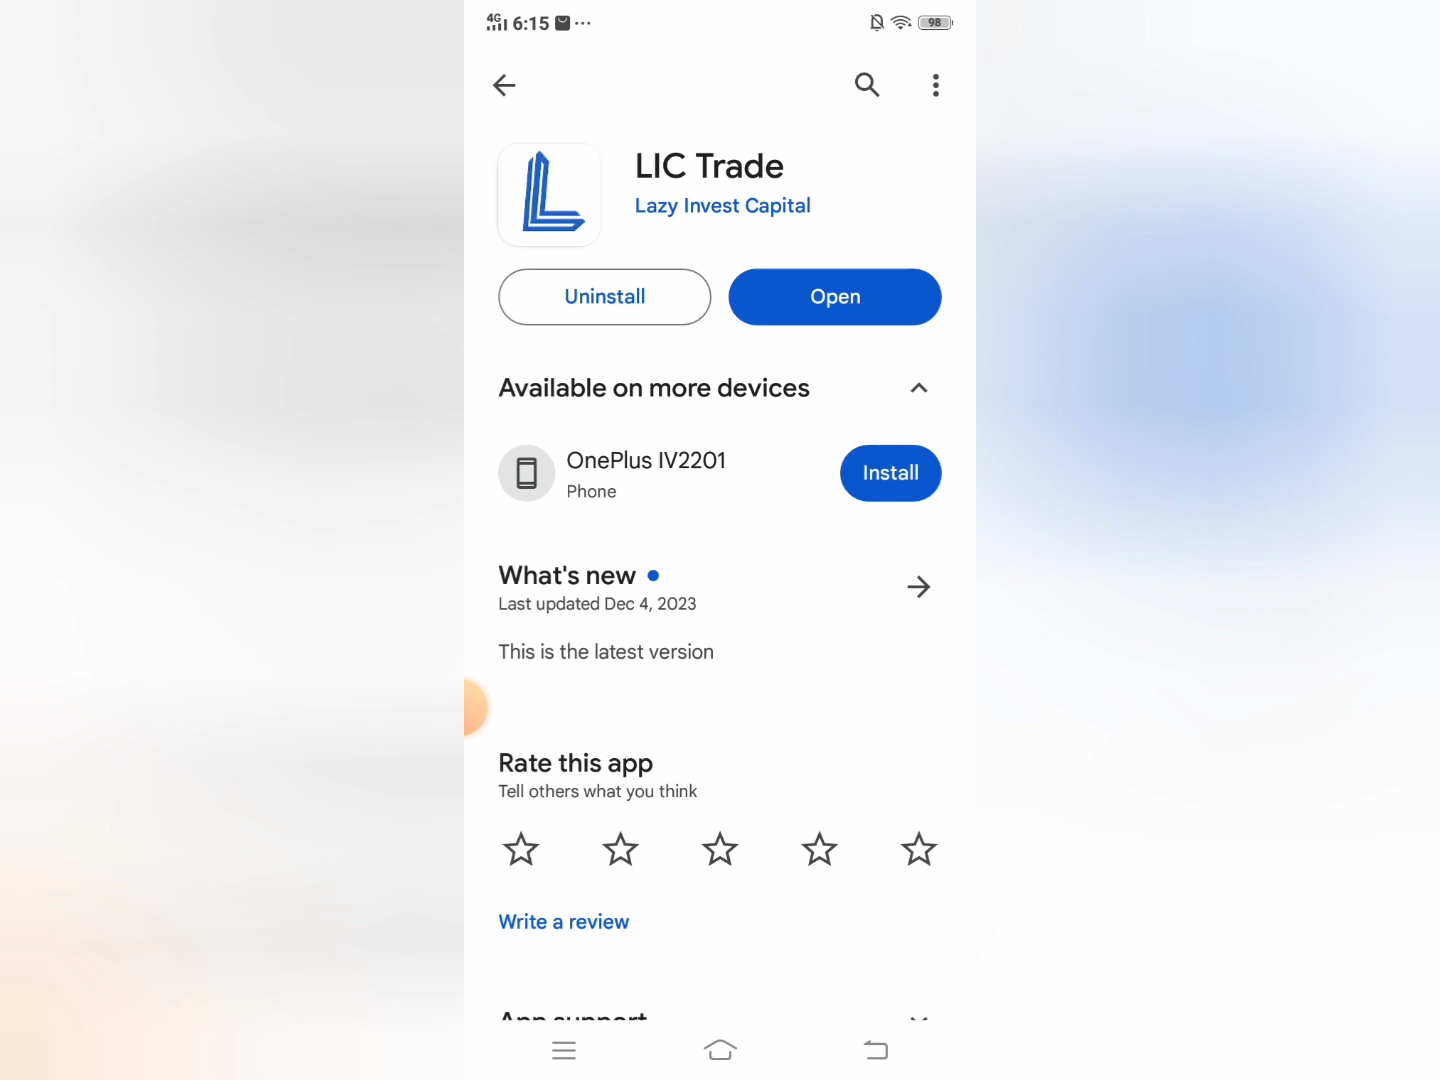 4G 6:15 98
LIC Trade
Lazy Invest Capital
Uninstall
Open
Available on more devices
OnePlus IV2201
Phone
Install
What's new
Last updated Dec 4, 2023
This is the latest version
Rate this app
Tell others what you think
Write a review
App support